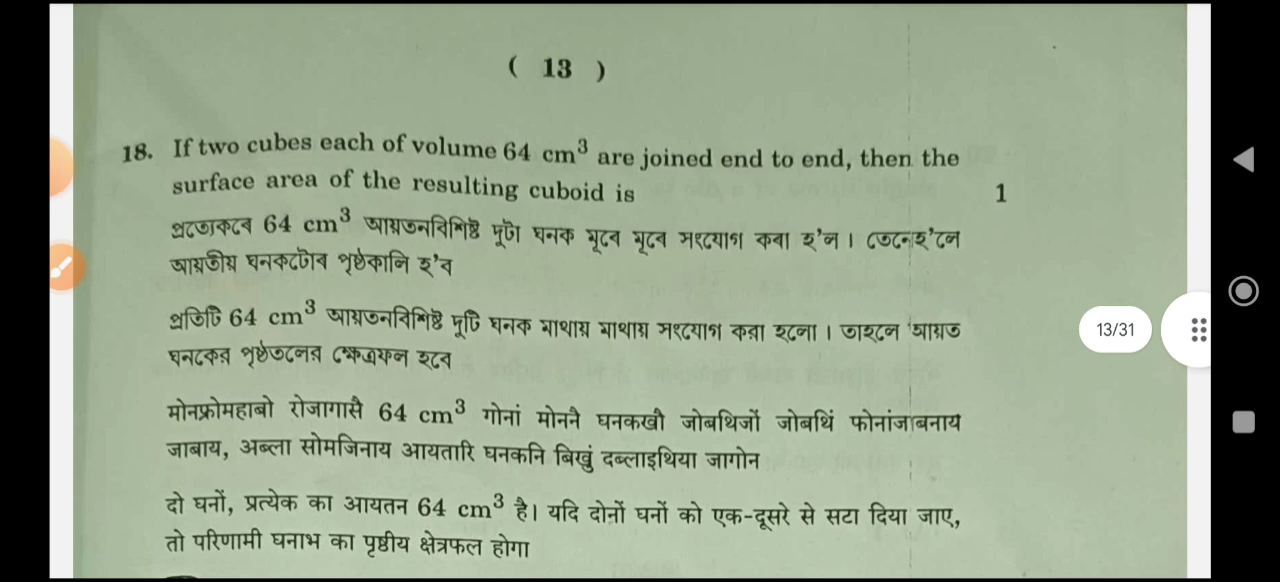 ( 13 )
18. If two cubes each of volume 64 cm³ are joined end to end, then the
surface area of the resulting cuboid is 1
প্ৰত্যেকৰে 64 cm³ আয়তনবিশিষ্ট দুটা ঘনক মূৰে মূৰে সংযোগ কৰা হ'ল। তেনেহ'লে
আয়তীয় ঘনকটোৰ পৃষ্ঠকালি হ'ব
প্রতিটি 64 cm³ আয়তনবিশিষ্ট দুটি ঘনক মাথায় মাথায় সংযোগ করা হলো। তাহলে আয়ত
ঘনকের পৃষ্ঠতলের ক্ষেত্রফল হবে
13/31
मोनफ्रोमहाबो रोजागासै 64 cm³ गोनां मोननै घनकखौ जोबथिजों जोबथिं फोनांजाबनाय
जाबाय, अब्ला सोमजिनाय आयतारि घनकनि बिखुं दब्लाइथिया जागोन
दो घनों, प्रत्येक का आयतन 64 cm³ है। यदि दोनों घनों को एक-दूसरे से सटा दिया जाए,
तो परिणामी घनाभ का पृष्ठीय क्षेत्रफल होगा